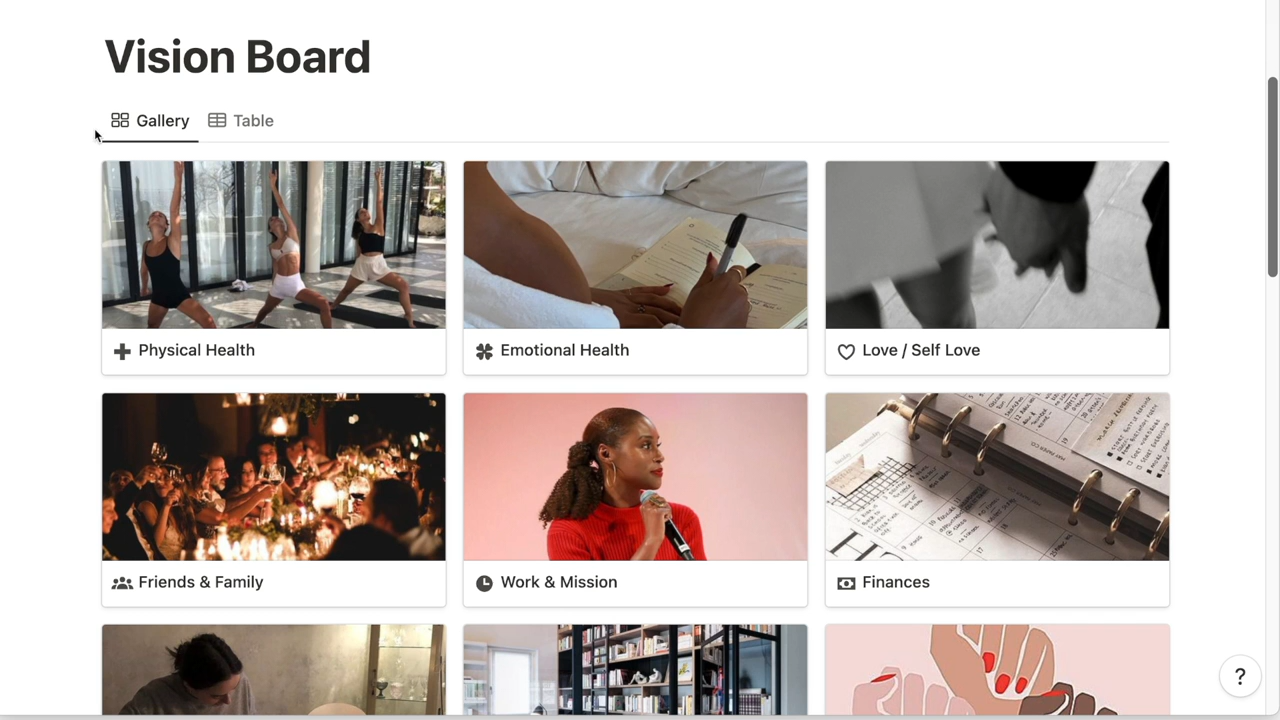 Vision Board
Gallery Table
Physical Health
Emotional Health
Love / Self Love
Friends & Family
Work & Mission
Finances
?